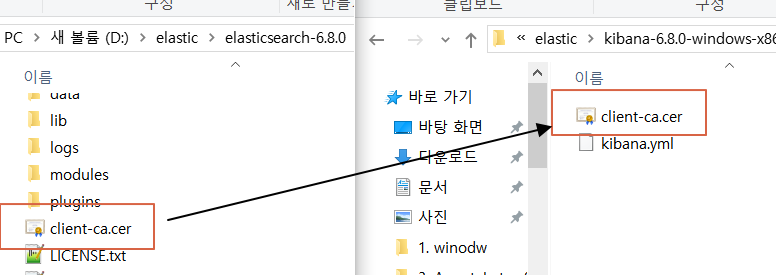 구성
새로 만들기
PC > 새 볼륨 (D:) > elastic > elasticsearch-6.8.0
이름
data
lib
logs
modules
plugins
client-ca.cer
LICENSE.txt
클립보드
구성
« elastic > kibana-6.8.0-windows-x86
바로 가기
바탕 화면
다운로드
문서
사진
1. winodw
이름
client-ca.cer
kibana.yml